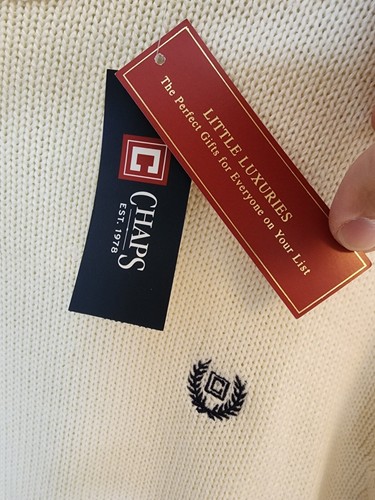 LITTLE LUXURIES
The Perfect Gifts for Everyone on Your List
C
CHAPS
EST. 1978
C